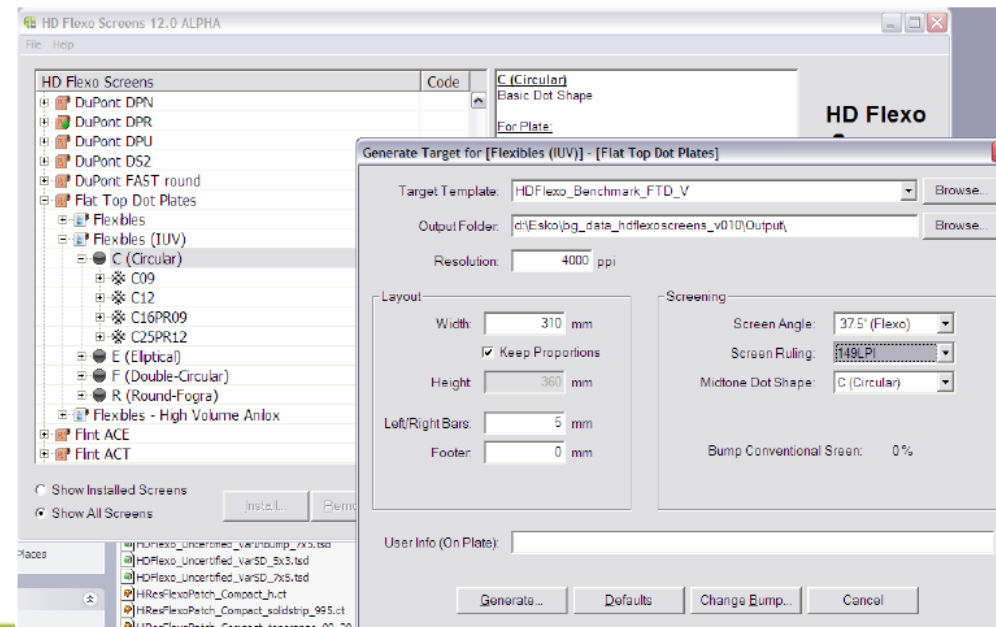 HD Flexo Screens 12.0 ALPHA
File Help
HD Flexo Screens Code
DuPont DPN
DuPont DPR
DuPont DPU
DuPont DS2
DuPont FAST round
Flat Top Dot Plates
Flexibles
Flexibles (IUV)
C (Circular)
C09
C12
C16PR09
C25PR12
E (Eliptical)
F (Double-Circular)
R (Round-Fogra)
Flexibles - High Volume Anilox
Flint ACE
Flint ACT
Show Installed Screens
Show All Screens
Install...
C (Circular)
Basic Dot Shape
For Plate:
HD Flexo
Generate Target for [Flexibles (IUV)] - [Flat Top Dot Plates]
Target Template: HDFlexo_Benchmark_FTD_V Browse...
Output Folder: d:\Esko\bg_data_hdflexoscreens_v010\Output\ Browse...
Resolution: 4000 ppi
Layout
Width: 310 mm
Keep Proportions
Height: 360 mm
Left/Right Bars: 5 mm
Footer: 0 mm
Screening
Screen Angle: 37.5° (Flexo)
Screen Ruling: 149LPI
Midtone Dot Shape: C (Circular)
Bump Conventional Sreen: 0%
User Info (On Plate):
Generate... Defaults Change Bump... Cancel
HDFlexo_Uncertified_VarSD_5x3.tsd
HDFlexo_Uncertified_VarSD_7x5.tsd
HiResFlexoPatch_Compact_h.ct
HiResFlexoPatch_Compact_solidstrip_995.ct